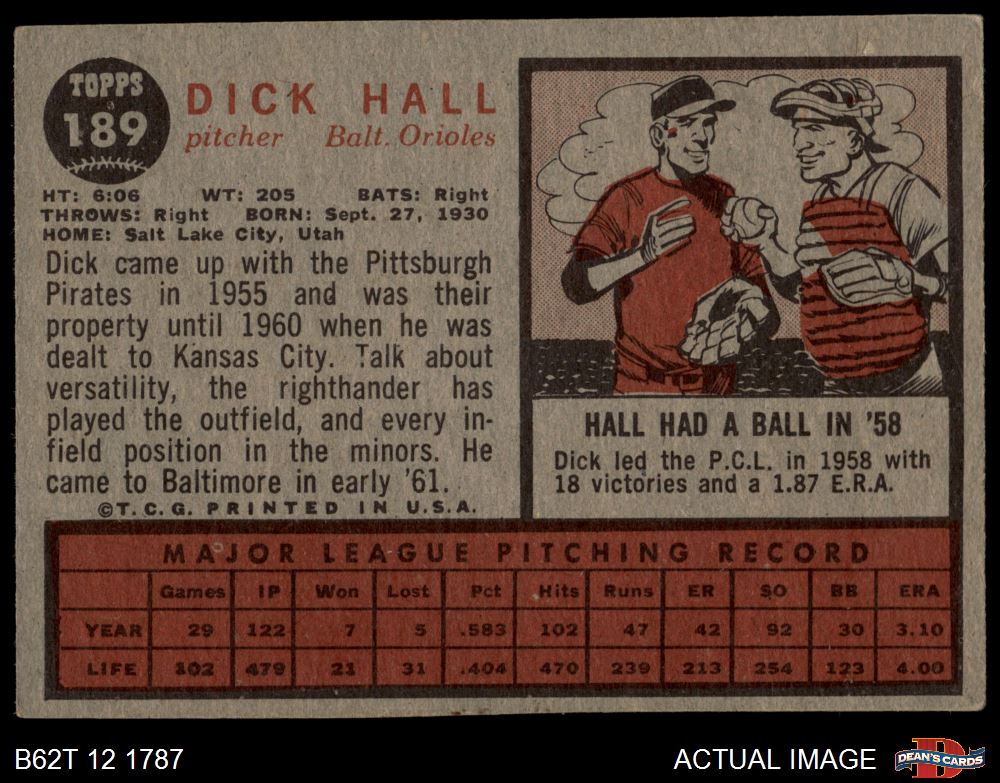 TOPPS
189
DICK HALL
pitcher Balt. Orioles
HT: 6:06 WT: 205 BATS: Right
THROWS: Right BORN: Sept. 27, 1930
HOME: Salt Lake City, Utah
Dick came up with the Pittsburgh
Pirates in 1955 and was their
property until 1960 when he was
dealt to Kansas City. Talk about
versatility, the righthander has
played the outfield, and every in-
field position in the minors. He
came to Baltimore in early '61.
©T.C.G. PRINTED IN U.S.A.
HALL HAD A BALL IN '58
Dick led the P.C.L. in 1958 with
18 victories and a 1.87 E.R.A.
MAJOR LEAGUE PITCHING RECORD
Games IP Won Lost Pct Hits Runs ER SO BB ERA
YEAR 29 122 7 5 .583 102 47 42 92 30 3.10
LIFE 102 479 21 31 .404 470 239 213 254 123 4.00
B62T 12 1787
ACTUAL IMAGE
D
DEAN'S CARDS